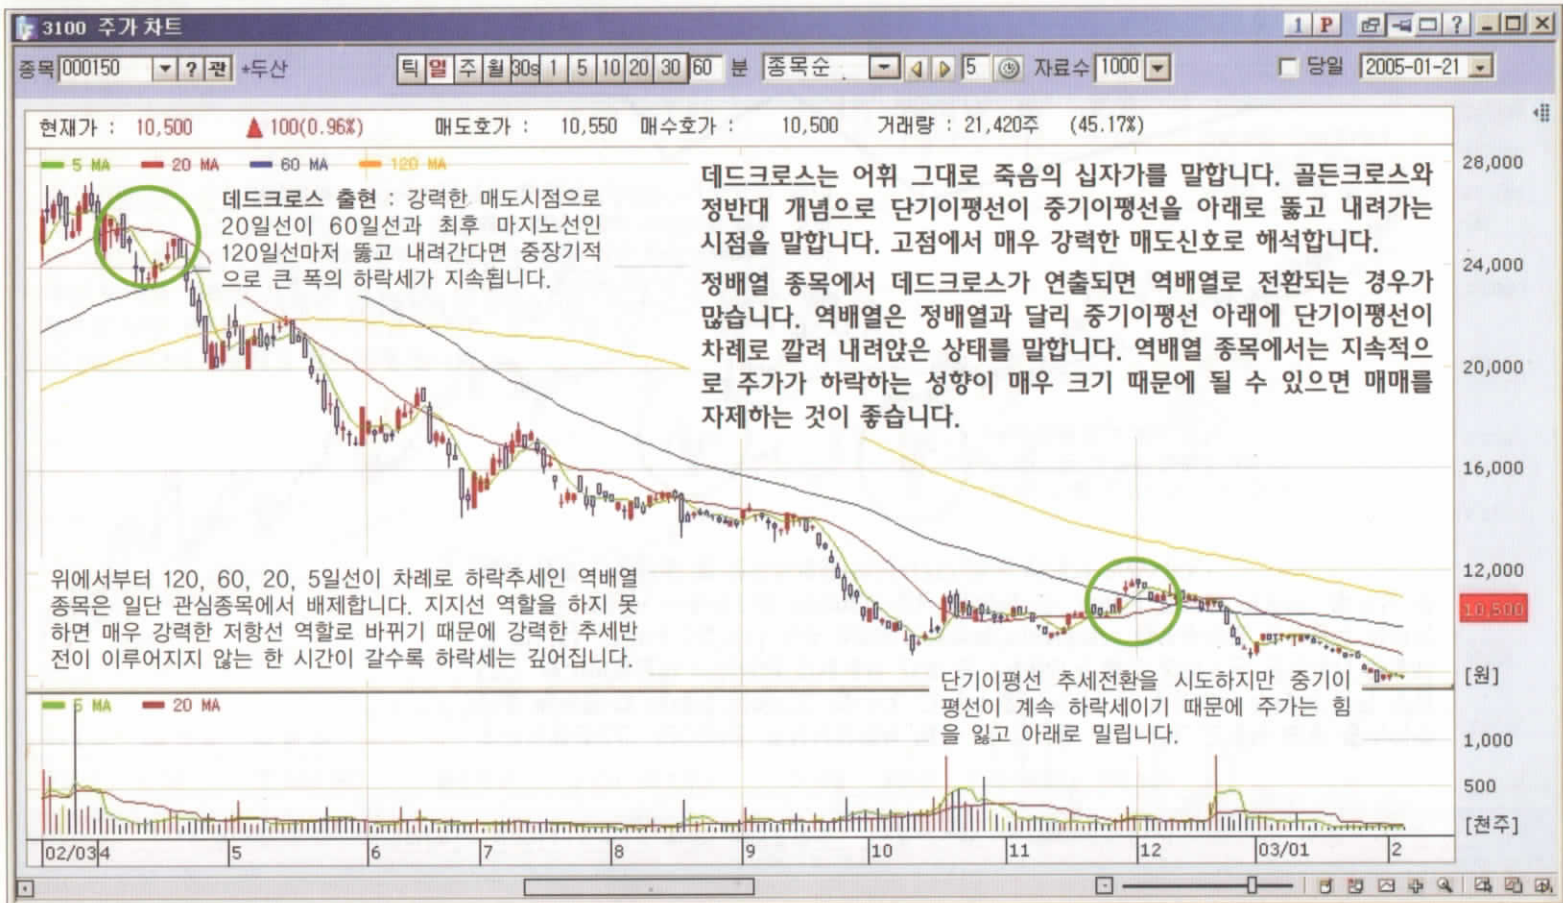 3100 주가 차트
1 P ?
종목 000150 ? 관 +두산 틱 일 주 월 30s 1 5 10 20 30 60 분 종목순 5 자료수 1000 당일 2005-01-21
현재가 : 10,500 ▲ 100(0.96%) 매도호가 : 10,550 매수호가 : 10,500 거래량 : 21,420주 (45.17%)
5 MA 20 MA 60 MA 120 MA
데드크로스 출현 : 강력한 매도시점으로
20일선이 60일선과 최후 마지노선인
120일선마저 뚫고 내려간다면 중장기적
으로 큰 폭의 하락세가 지속됩니다.
데드크로스는 어휘 그대로 죽음의 십자가를 말합니다. 골든크로스와
정반대 개념으로 단기이평선이 중기이평선을 아래로 뚫고 내려가는
시점을 말합니다. 고점에서 매우 강력한 매도신호로 해석합니다.
정배열 종목에서 데드크로스가 연출되면 역배열로 전환되는 경우가
많습니다. 역배열은 정배열과 달리 중기이평선 아래에 단기이평선이
차례로 깔려 내려앉은 상태를 말합니다. 역배열 종목에서는 지속적으
로 주가가 하락하는 성향이 매우 크기 때문에 될 수 있으면 매매를
자제하는 것이 좋습니다.
28,000
24,000
20,000
16,000
12,000
10,500
[원]
위에서부터 120, 60, 20, 5일선이 차례로 하락추세인 역배열
종목은 일단 관심종목에서 배제합니다. 지지선 역할을 하지 못
하면 매우 강력한 저항선 역할로 바뀌기 때문에 강력한 추세반
전이 이루어지지 않는 한 시간이 갈수록 하락세는 깊어집니다.
단기이평선 추세전환을 시도하지만 중기이
평선이 계속 하락세이기 때문에 주가는 힘
을 잃고 아래로 밀립니다.
5 MA 20 MA
1,000
500
[천주]
02/03 4 5 6 7 8 9 10 11 12 03/01 2